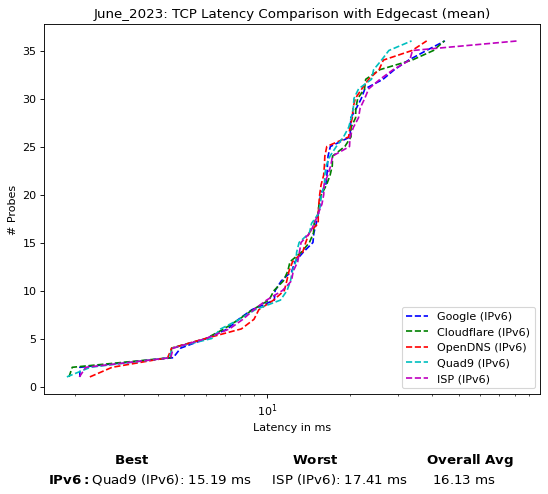 June_2023: TCP Latency Comparison with Edgecast (mean)
35
30
25
20
15
10
5
0
# Probes
10^1
Latency in ms
Google (IPv6)
Cloudflare (IPv6)
OpenDNS (IPv6)
Quad9 (IPv6)
ISP (IPv6)
Best Worst Overall Avg
IPv6: Quad9 (IPv6): 15.19 ms ISP (IPv6): 17.41 ms 16.13 ms